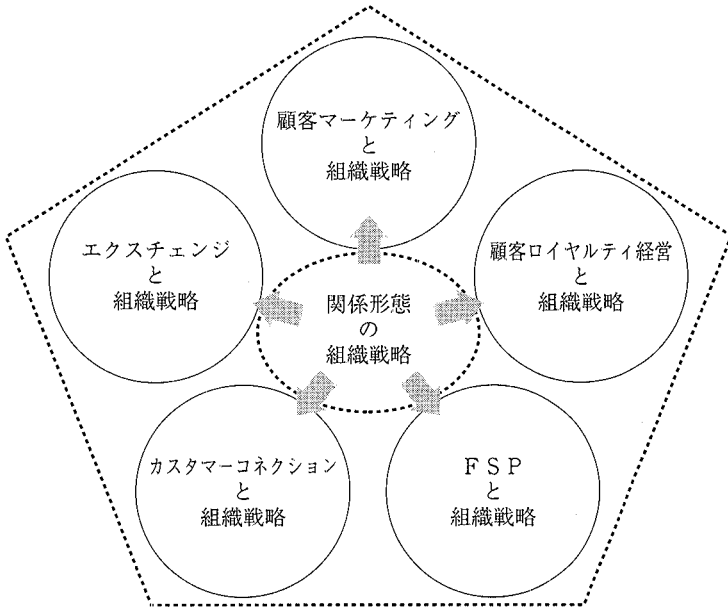 顧客マーケティング
と
組織戦略
エクスチェンジ
と
組織戦略
顧客ロイヤルティ経営
と
組織戦略
関係形態
の
組織戦略
カスタマーコネクション
と
組織戦略
ＦＳＰ
と
組織戦略